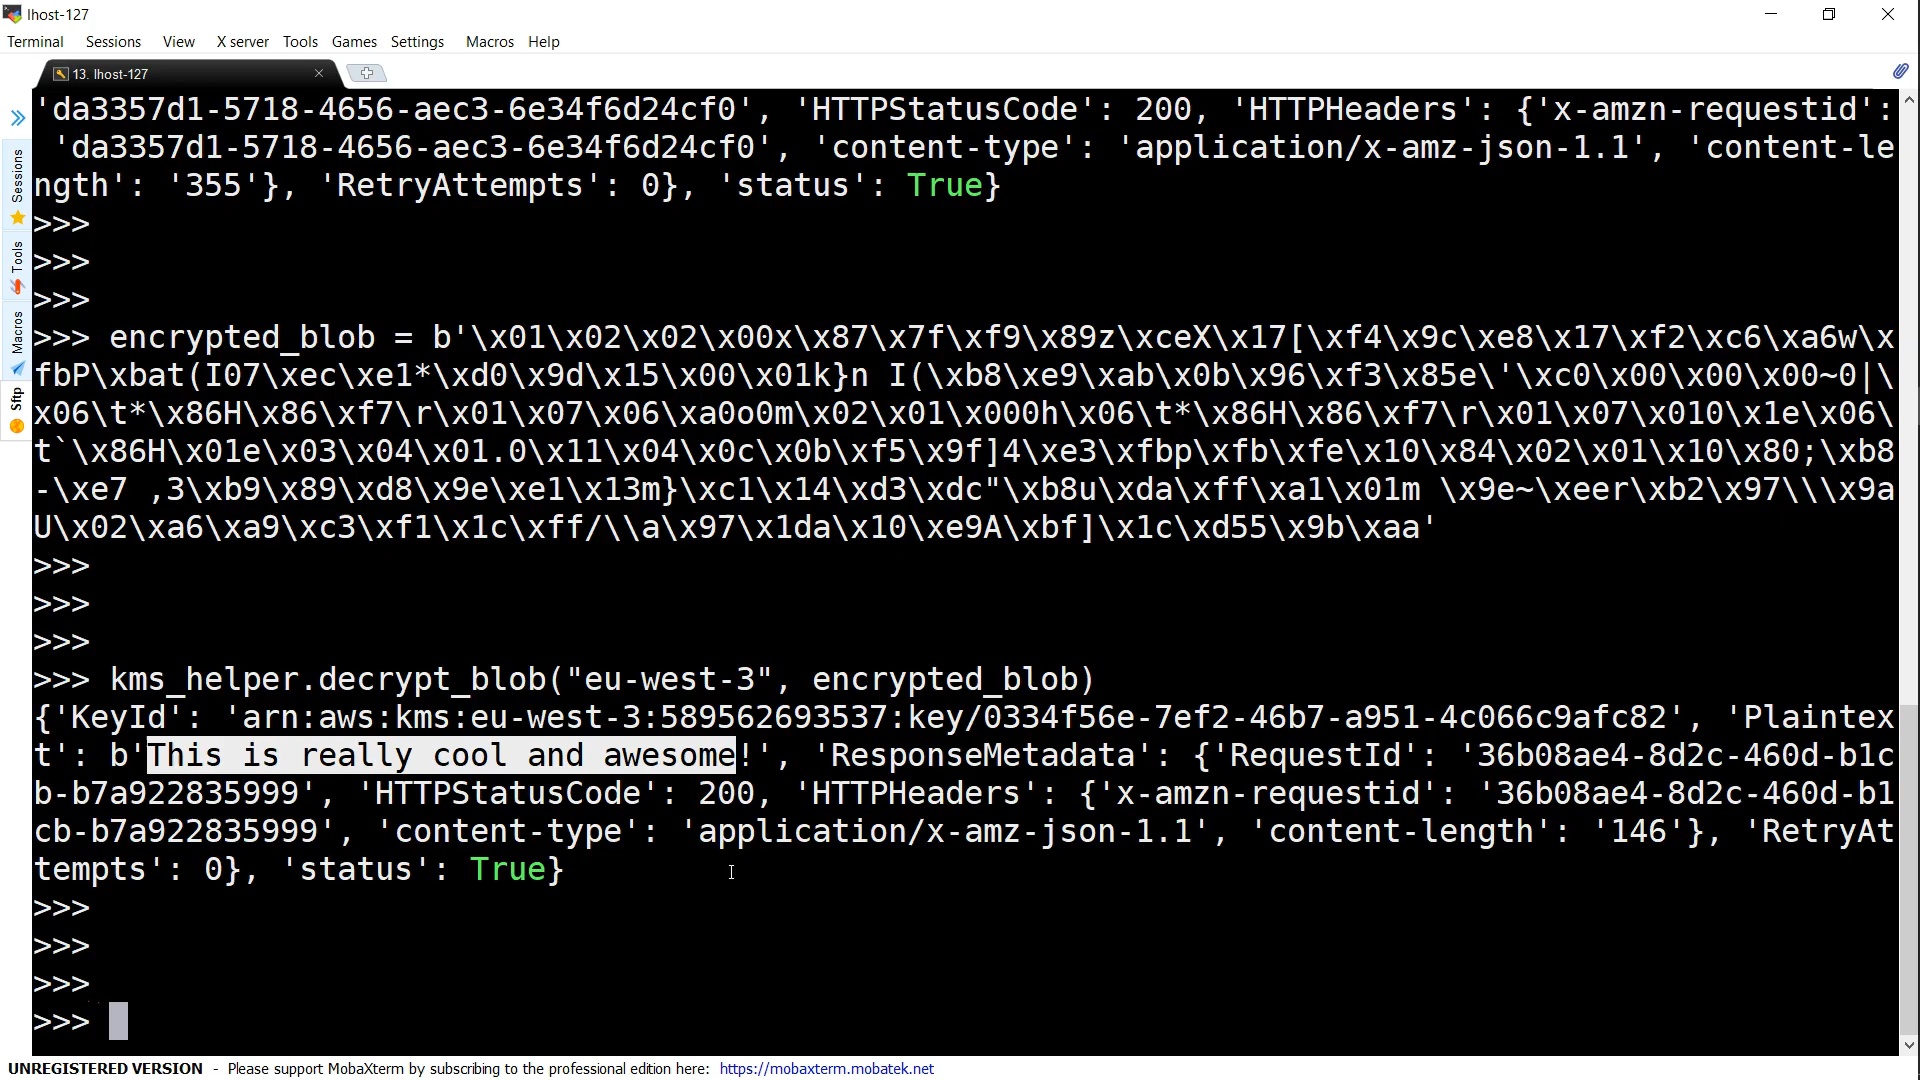 lhost-127
Terminal Sessions View X server Tools Games Settings Macros Help
13. lhost-127
Sessions
Tools
Macros
Sftp
'da3357d1-5718-4656-aec3-6e34f6d24cf0', 'HTTPStatusCode': 200, 'HTTPHeaders': {'x-amzn-requestid':
 'da3357d1-5718-4656-aec3-6e34f6d24cf0', 'content-type': 'application/x-amz-json-1.1', 'content-le
ngth': '355'}, 'RetryAttempts': 0}, 'status': True}
>>>
>>>
>>>
>>> encrypted_blob = b'\x01\x02\x02\x00x\x87\x7f\xf9\x89z\xceX\x17[\xf4\x9c\xe8\x17\xf2\xc6\xa6w\x
fbP\xbat(I07\xec\xe1*\xd0\x9d\x15\x00\x01k}n I(\xb8\xe9\xab\x0b\x96\xf3\x85e\'\xc0\x00\x00\x00~0|\
x06\t*\x86H\x86\xf7\r\x01\x07\x06\xa0o0m\x02\x01\x000h\x06\t*\x86H\x86\xf7\r\x01\x07\x010\x1e\x06\
t`\x86H\x01e\x03\x04\x01.0\x11\x04\x0c\x0b\xf5\x9f]4\xe3\xfbp\xfb\xfe\x10\x84\x02\x01\x10\x80;\xb8
-\xe7 ,3\xb9\x89\xd8\x9e\xe1\x13m}\xc1\x14\xd3\xdc"\xb8u\xda\xff\xa1\x01m \x9e~\xeer\xb2\x97\\\x9a
U\x02\xa6\xa9\xc3\xf1\x1c\xff/\\a\x97\x1da\x10\xe9A\xbf]\x1c\xd55\x9b\xaa'
>>>
>>>
>>>
>>> kms_helper.decrypt_blob("eu-west-3", encrypted_blob)
{'KeyId': 'arn:aws:kms:eu-west-3:589562693537:key/0334f56e-7ef2-46b7-a951-4c066c9afc82', 'Plaintex
t': b'This is really cool and awesome!', 'ResponseMetadata': {'RequestId': '36b08ae4-8d2c-460d-b1c
b-b7a922835999', 'HTTPStatusCode': 200, 'HTTPHeaders': {'x-amzn-requestid': '36b08ae4-8d2c-460d-b1
cb-b7a922835999', 'content-type': 'application/x-amz-json-1.1', 'content-length': '146'}, 'RetryAt
tempts': 0}, 'status': True}
>>>
>>>
>>>
>>>
UNREGISTERED VERSION - Please support MobaXterm by subscribing to the professional edition here: https://mobaxterm.mobatek.net